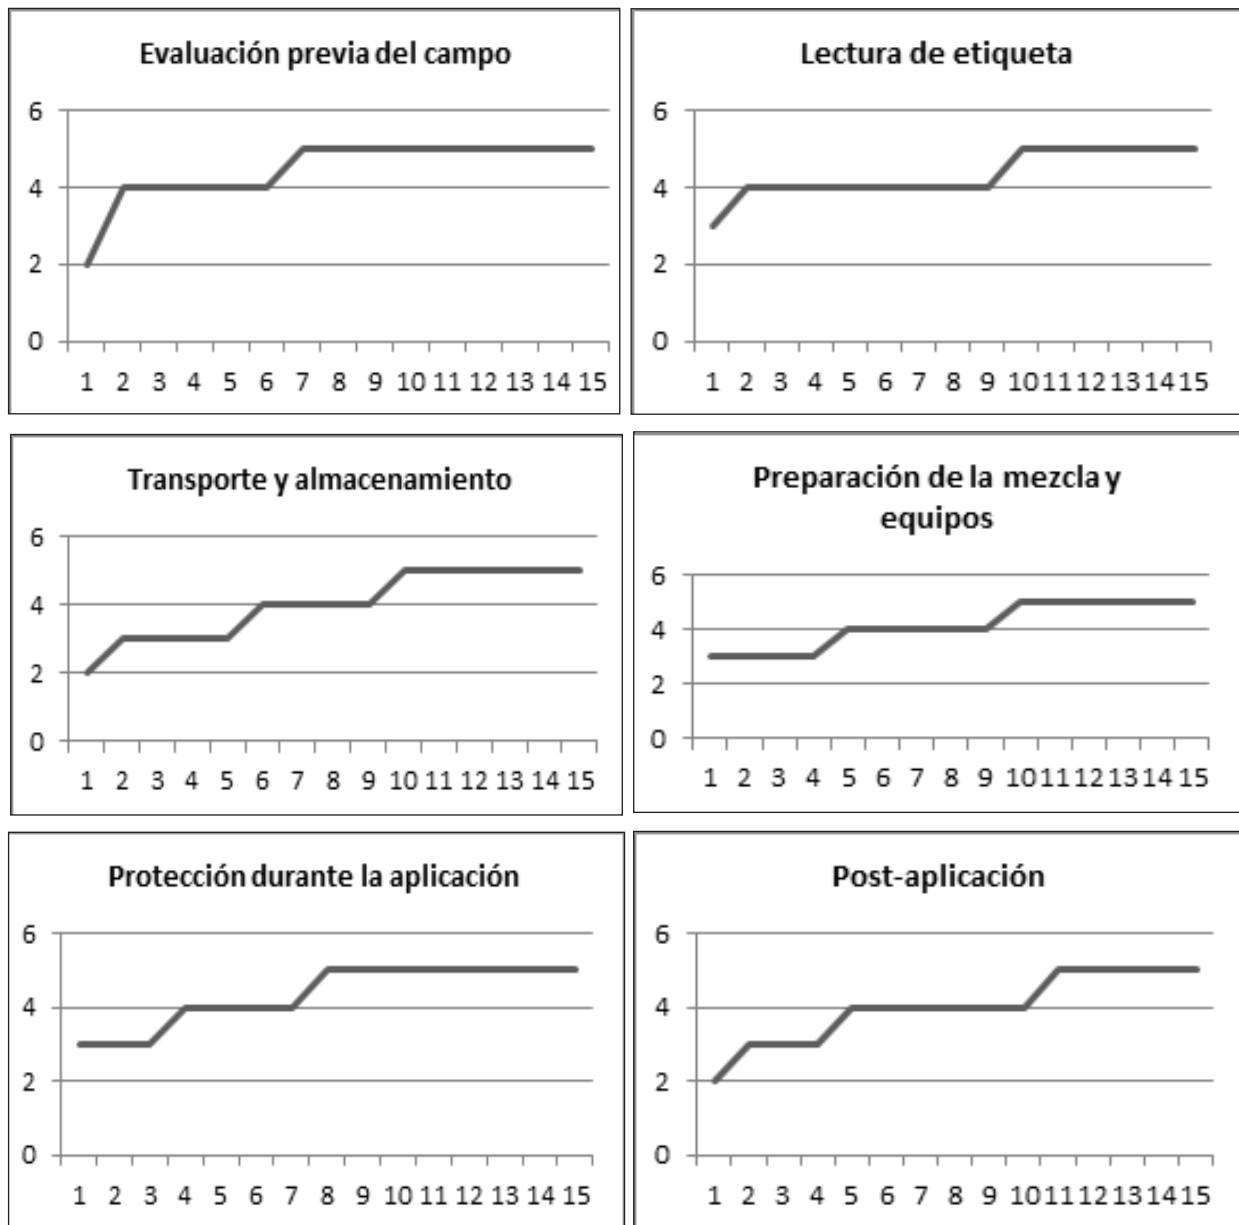 Evaluación previa del campo
6
4
2
0
1 2 3 4 5 6 7 8 9 10 11 12 13 14 15
Lectura de etiqueta
6
4
2
0
1 2 3 4 5 6 7 8 9 10 11 12 13 14 15
Transporte y almacenamiento
6
4
2
0
1 2 3 4 5 6 7 8 9 10 11 12 13 14 15
Preparación de la mezcla y
equipos
6
4
2
0
1 2 3 4 5 6 7 8 9 10 11 12 13 14 15
Protección durante la aplicación
6
4
2
0
1 2 3 4 5 6 7 8 9 10 11 12 13 14 15
Post-aplicación
6
4
2
0
1 2 3 4 5 6 7 8 9 10 11 12 13 14 15